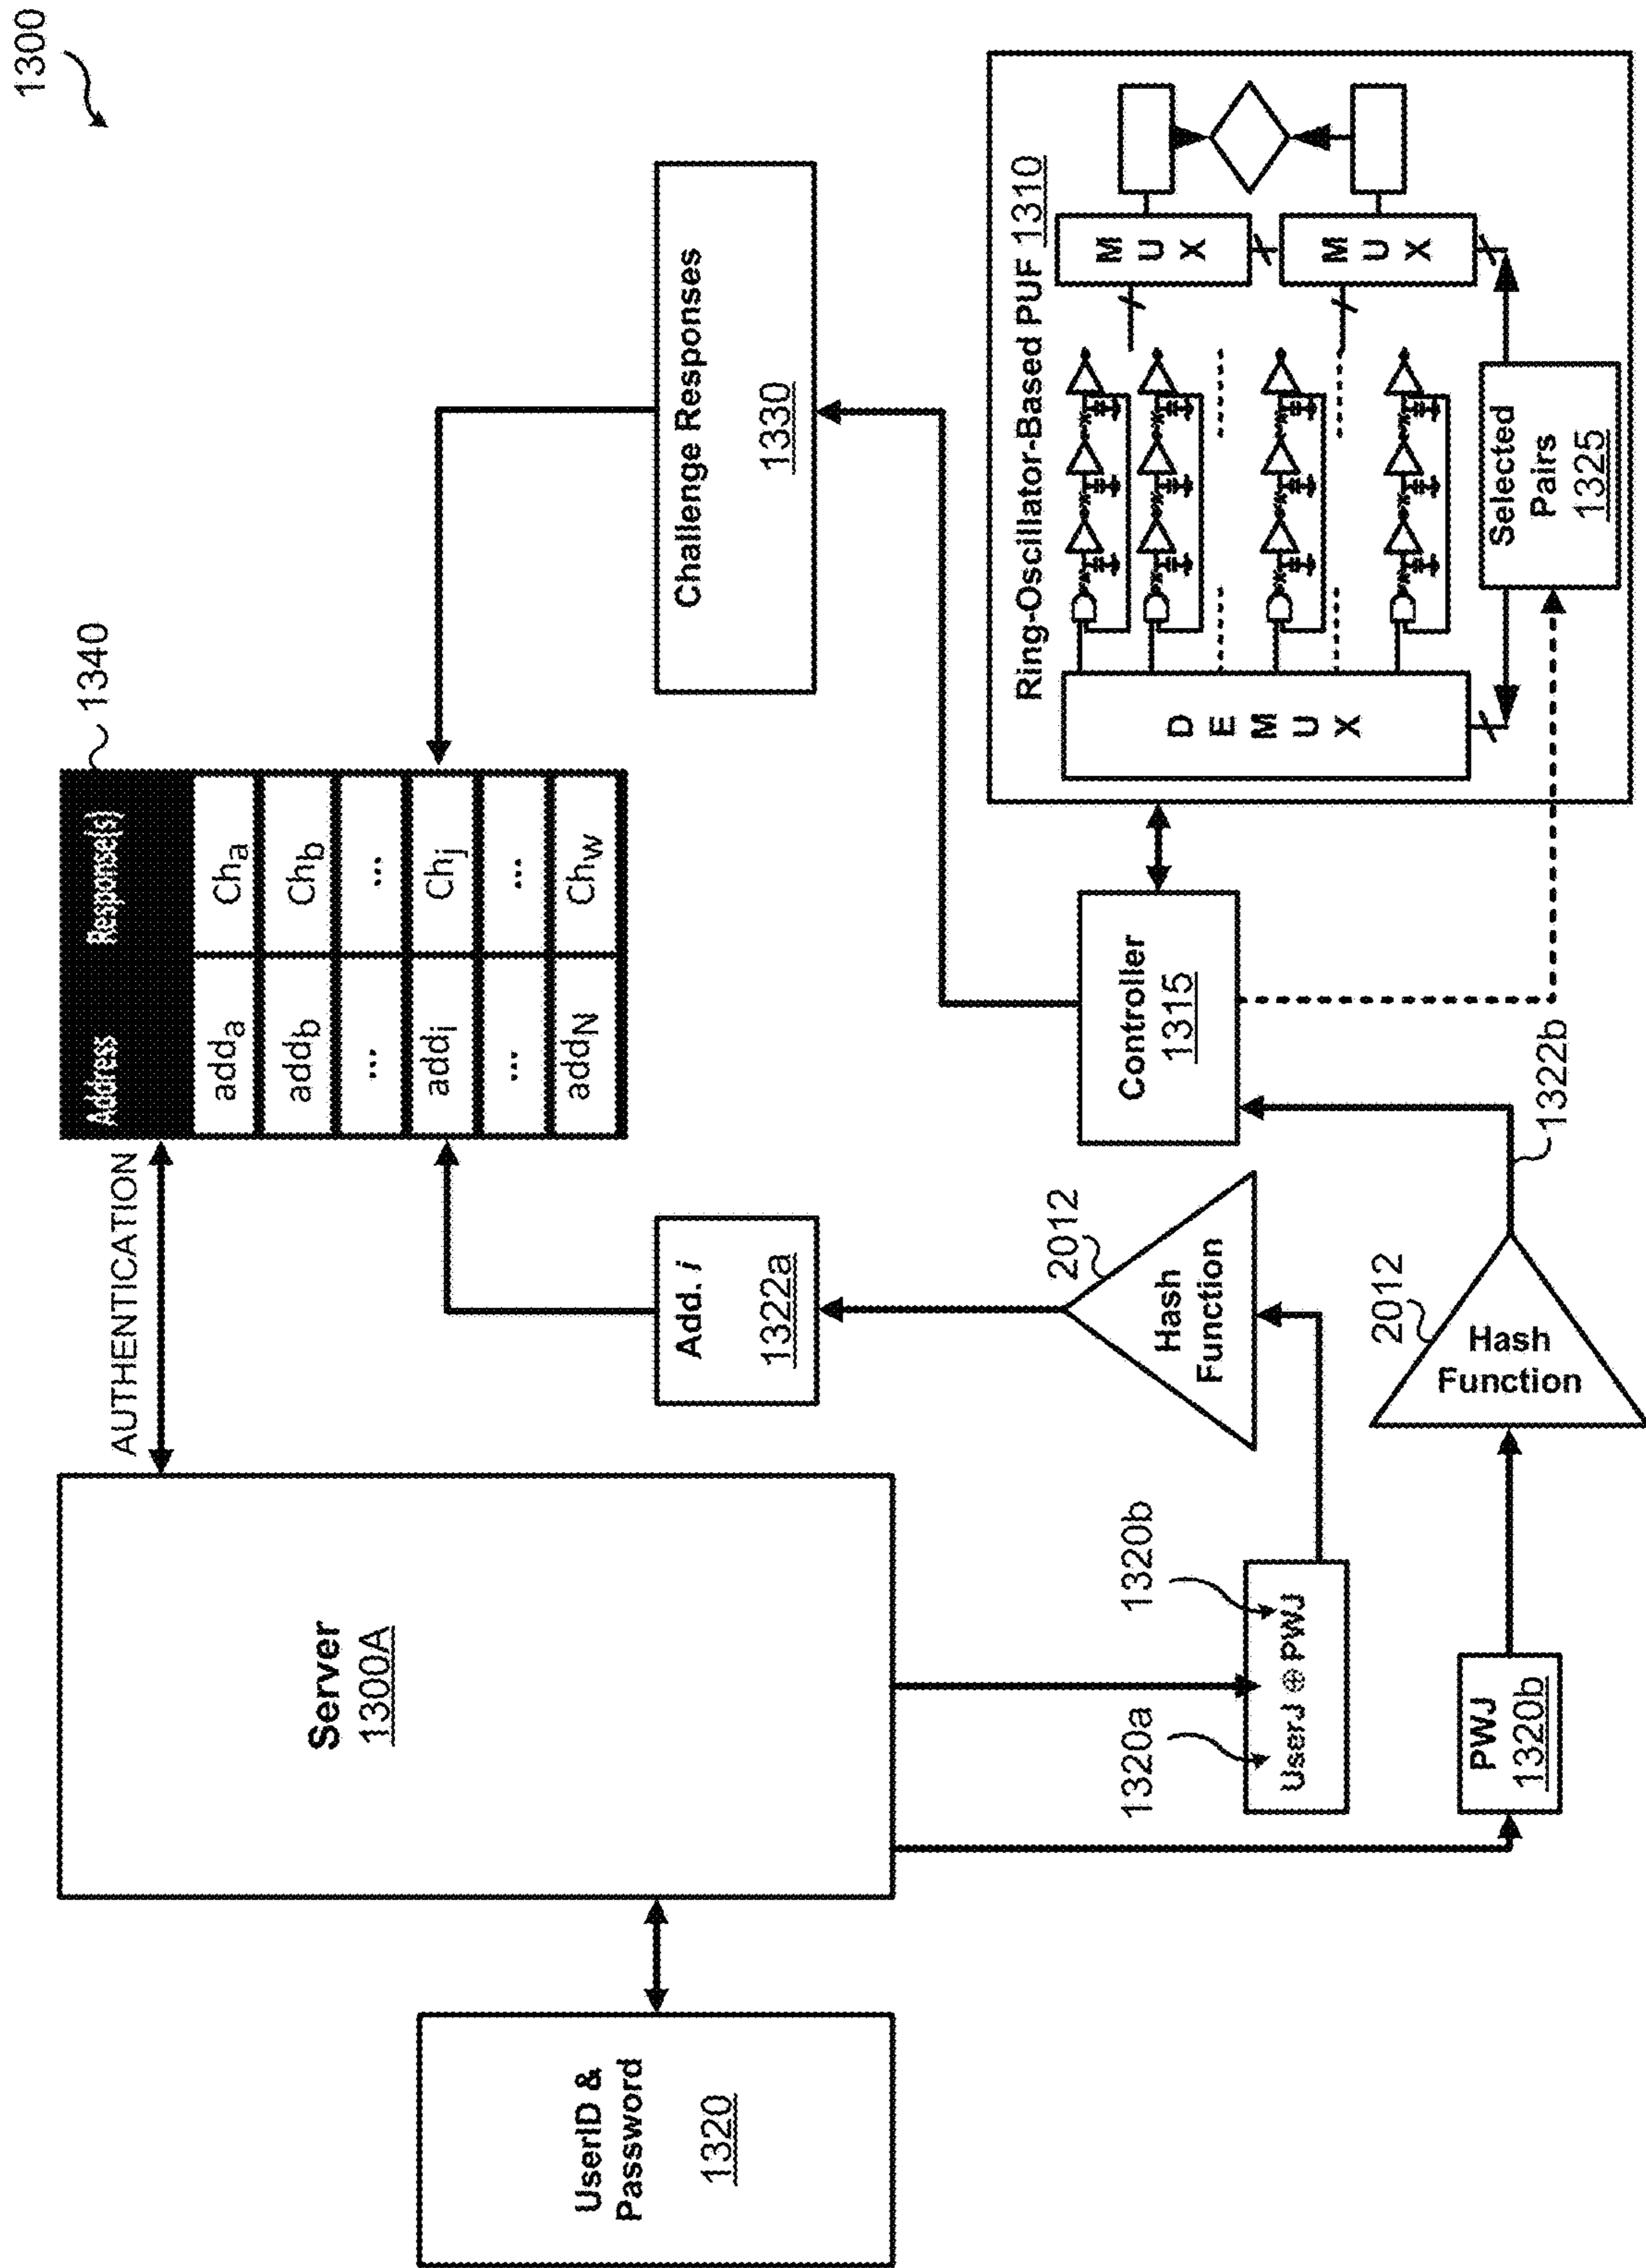 1300
UserID &
Password
1320
Server
1300A
AUTHENTICATION
1340
Address
Response(s)
add_a
Ch_a
add_b
Ch_b
...
...
add_i
Ch_j
...
...
add_N
Ch_w
Add. i
1322a
Challenge Responses
1330
1320a
1320b
UserJ ⊕ PWJ
2012
Hash
Function
PWJ
1320b
2012
Hash
Function
1322b
Controller
1315
Ring-Oscillator-Based PUF 1310
D
E
M
U
X
M
U
X
M
U
X
Selected
Pairs
1325